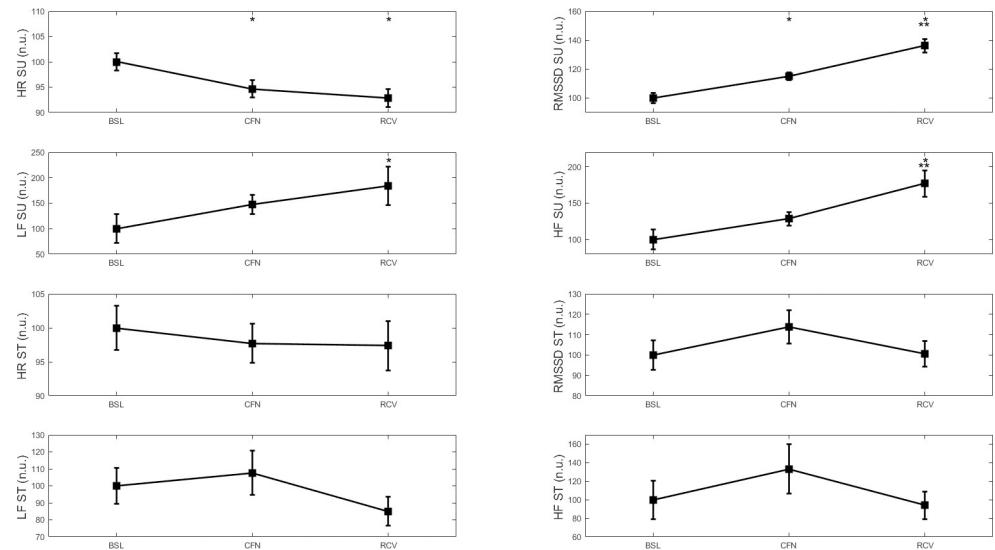 HR SU (n.u.)
110
105
100
95
90
*
*
BSL
CFN
RCV
RMSSD SU (n.u.)
160
140
120
100
*
*
**
BSL
CFN
RCV
LF SU (n.u.)
250
200
150
100
50
*
BSL
CFN
RCV
HF SU (n.u.)
200
150
100
*
**
BSL
CFN
RCV
HR ST (n.u.)
105
100
95
90
BSL
CFN
RCV
RMSSD ST (n.u.)
130
120
110
100
90
80
BSL
CFN
RCV
LF ST (n.u.)
130
120
110
100
90
80
70
BSL
CFN
RCV
HF ST (n.u.)
160
140
120
100
80
60
BSL
CFN
RCV